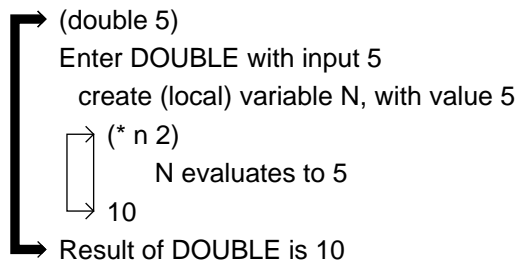 (double 5)
Enter DOUBLE with input 5
create (local) variable N, with value 5
(* n 2)
N evaluates to 5
10
Result of DOUBLE is 10